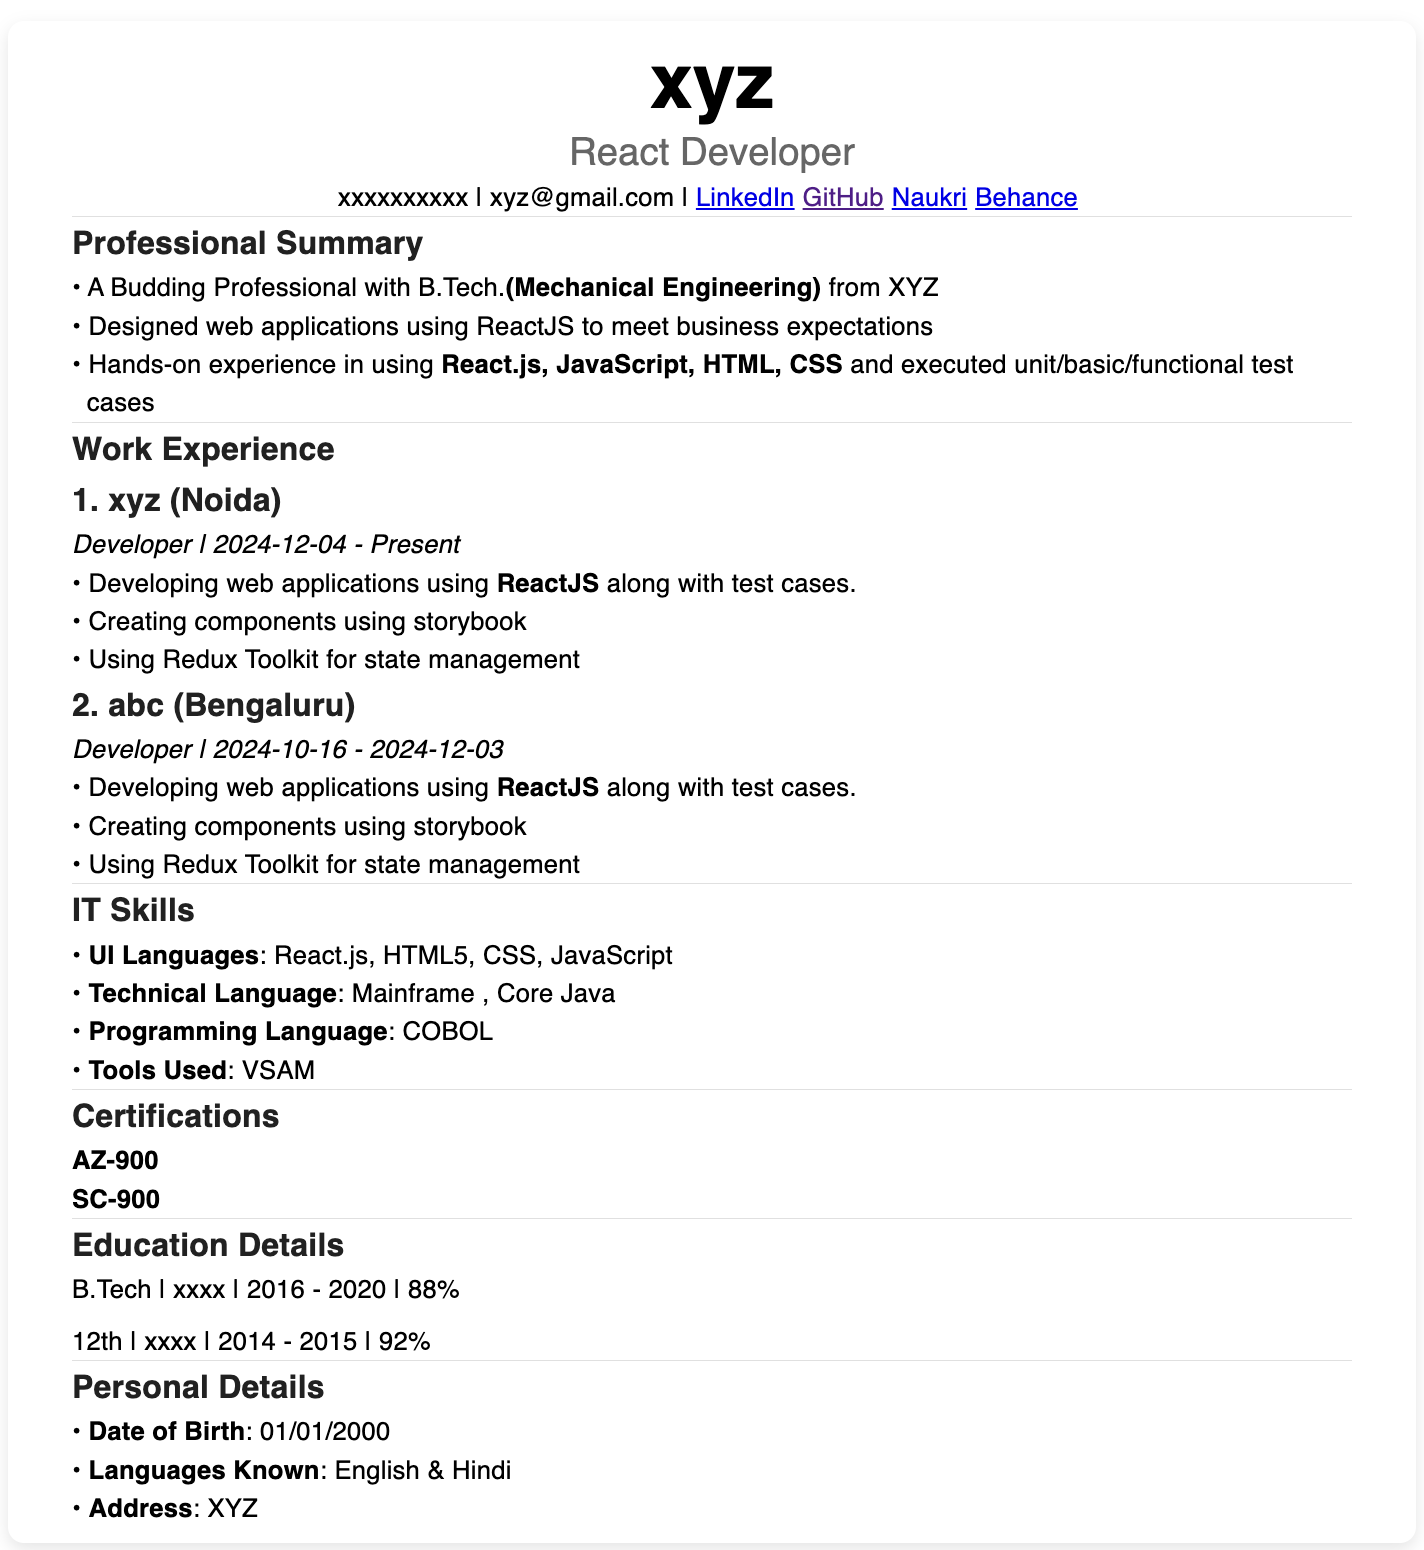 xyz
React Developer
xxxxxxxxxx | xyz@gmail.com | LinkedIn GitHub Naukri Behance
Professional Summary
• A Budding Professional with B.Tech.(Mechanical Engineering) from XYZ
• Designed web applications using ReactJS to meet business expectations
• Hands-on experience in using React.js, JavaScript, HTML, CSS and executed unit/basic/functional test
cases
Work Experience
1. xyz (Noida)
Developer | 2024-12-04 - Present
• Developing web applications using ReactJS along with test cases.
• Creating components using storybook
• Using Redux Toolkit for state management
2. abc (Bengaluru)
Developer | 2024-10-16 - 2024-12-03
• Developing web applications using ReactJS along with test cases.
• Creating components using storybook
• Using Redux Toolkit for state management
IT Skills
• UI Languages: React.js, HTML5, CSS, JavaScript
• Technical Language: Mainframe , Core Java
• Programming Language: COBOL
• Tools Used: VSAM
Certifications
AZ-900
SC-900
Education Details
B.Tech | xxxx | 2016 - 2020 | 88%
12th | xxxx | 2014 - 2015 | 92%
Personal Details
• Date of Birth: 01/01/2000
• Languages Known: English & Hindi
• Address: XYZ